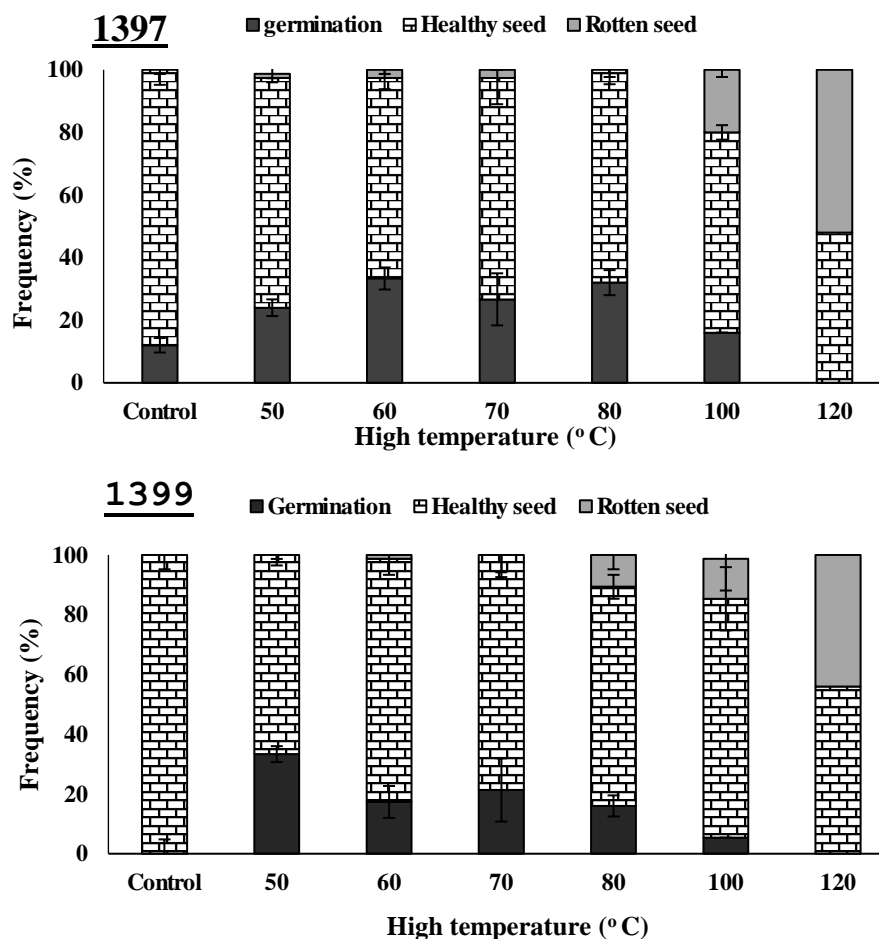 1397
germination Healthy seed Rotten seed
100
80
60
40
20
0
Frequency (%)
Control 50 60 70 80 100 120
High temperature (° C)
1399
Germination Healthy seed Rotten seed
100
80
60
40
20
0
Frequency (%)
Control 50 60 70 80 100 120
High temperature (° C)